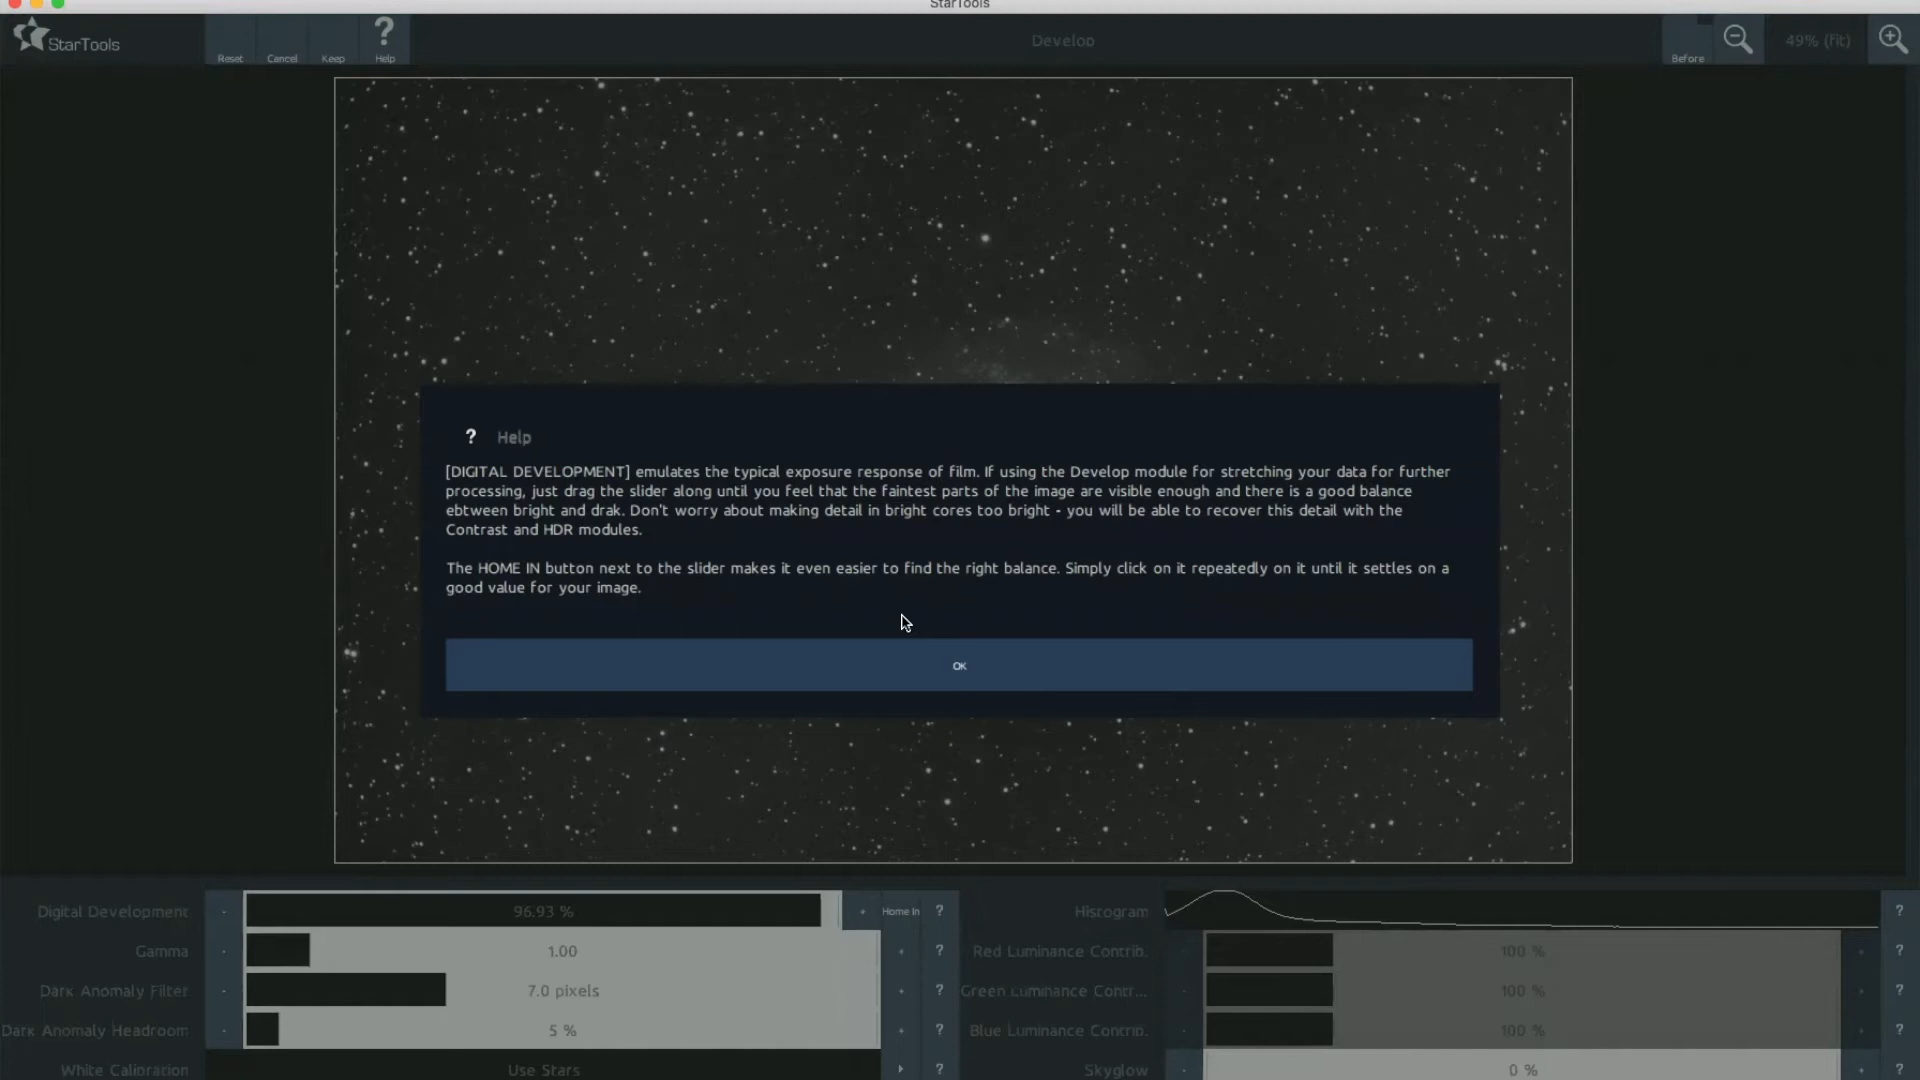 StarTools
StarTools
Reset
Cancel
Keep
?
Help
Develop
Before
49% (fit)
? Help
[DIGITAL DEVELOPMENT] emulates the typical exposure response of film. If using the Develop module for stretching your data for further
processing, just drag the slider along until you feel that the faintest parts of the image are visible enough and there is a good balance
ebtween bright and drak. Don't worry about making detail in bright cores too bright - you will be able to recover this detail with the
Contrast and HDR modules.
The HOME IN button next to the slider makes it even easier to find the right balance. Simply click on it repeatedly on it until it settles on a
good value for your image.
OK
Digital Development - 96.93 % + Home In ?
Gamma - 1.00 + ?
Dark Anomaly Filter - 7.0 pixels + ?
Dark Anomaly Headroom - 5 % + ?
White Calibration Use Stars ?
Histogram ?
Red Luminance Contrib. - 100 % + ?
Green Luminance Contr... - 100 % + ?
Blue Luminance Contrib. - 100 % + ?
Skyglow - 0 % + ?